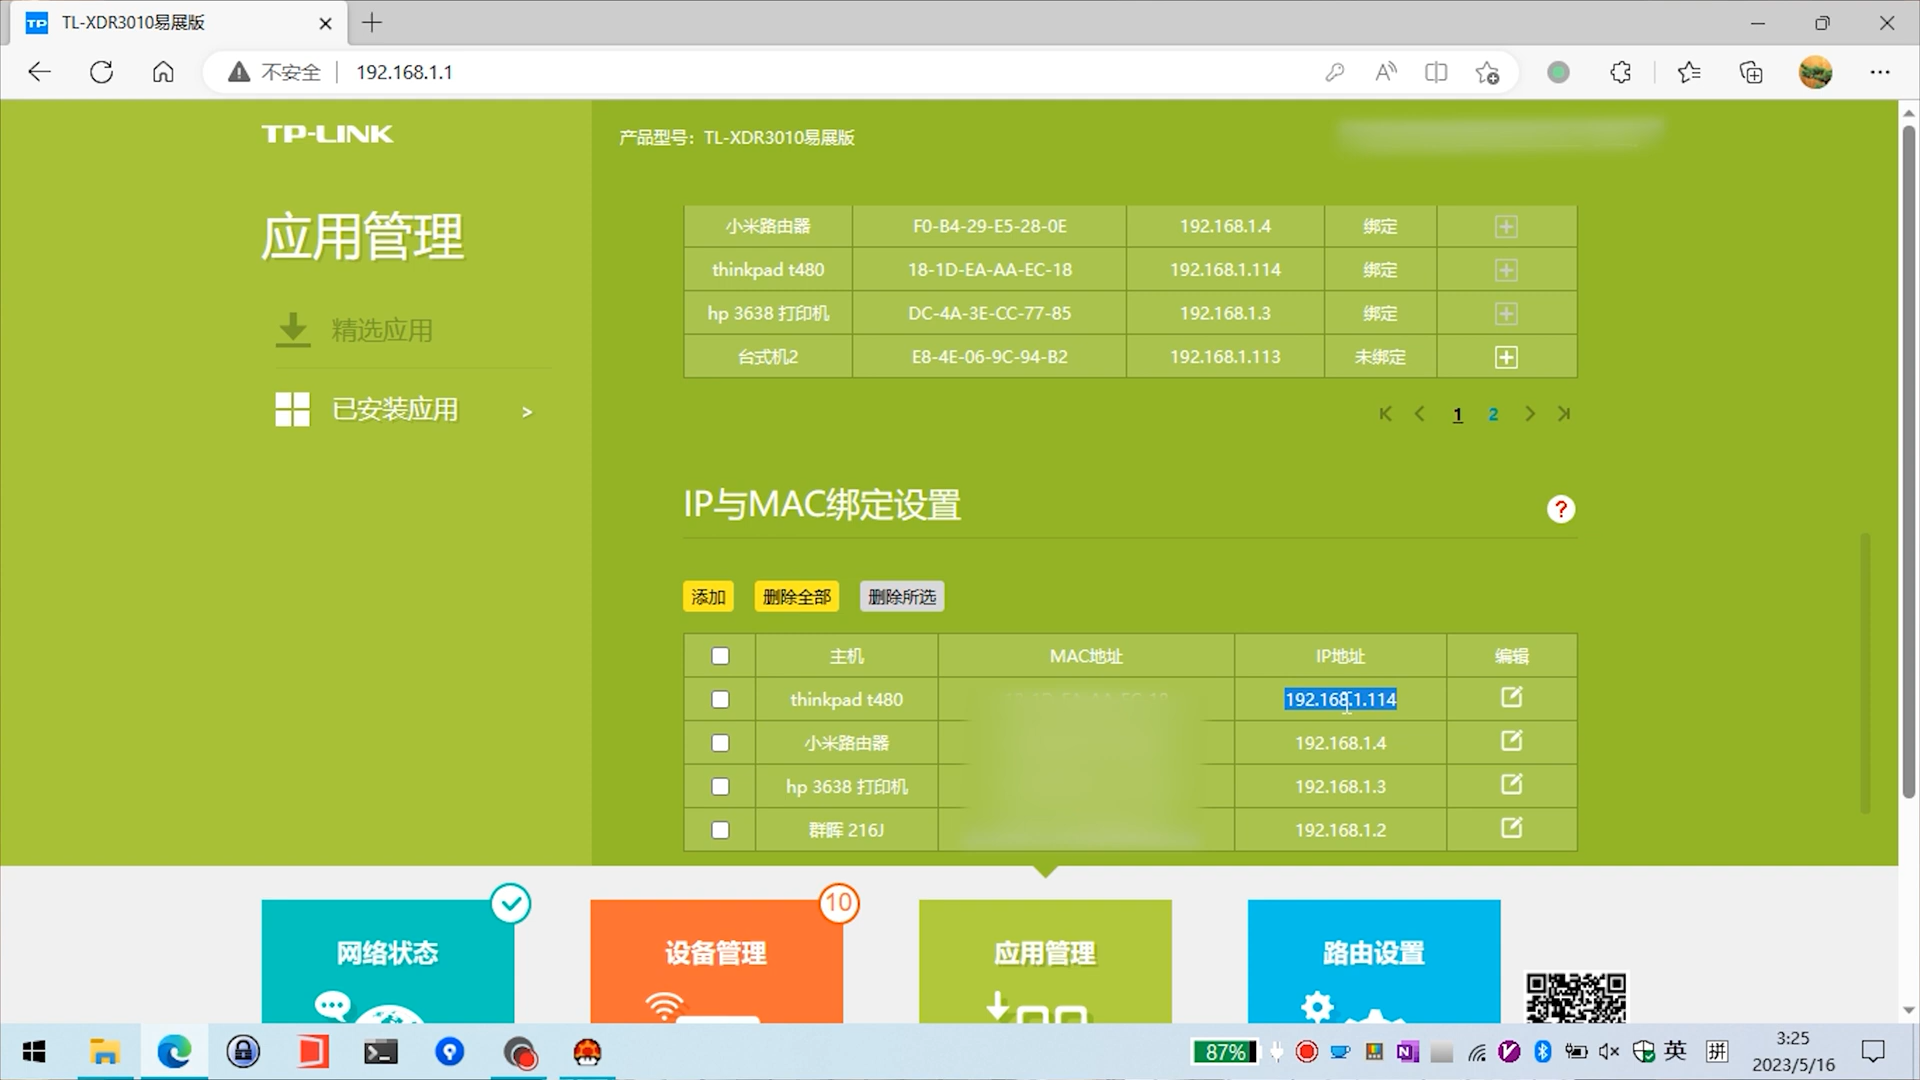 TP TL-XDR3010易展版
不安全 192.168.1.1
TP-LINK
产品型号：TL-XDR3010易展版
应用管理
精选应用
已安装应用 >
小米路由器 F0-B4-29-E5-28-0E 192.168.1.4 绑定
thinkpad t480 18-1D-EA-AA-EC-18 192.168.1.114 绑定
hp 3638 打印机 DC-4A-3E-CC-77-85 192.168.1.3 绑定
台式机2 E8-4E-06-9C-94-B2 192.168.1.113 未绑定
1 2
IP与MAC绑定设置
?
添加 删除全部 删除所选
主机 MAC地址 IP地址 编辑
thinkpad t480 192.168.1.114
小米路由器 192.168.1.4
hp 3638 打印机 192.168.1.3
群晖 216J 192.168.1.2
网络状态
10
设备管理
应用管理
路由设置
87%
英
拼
3:25
2023/5/16